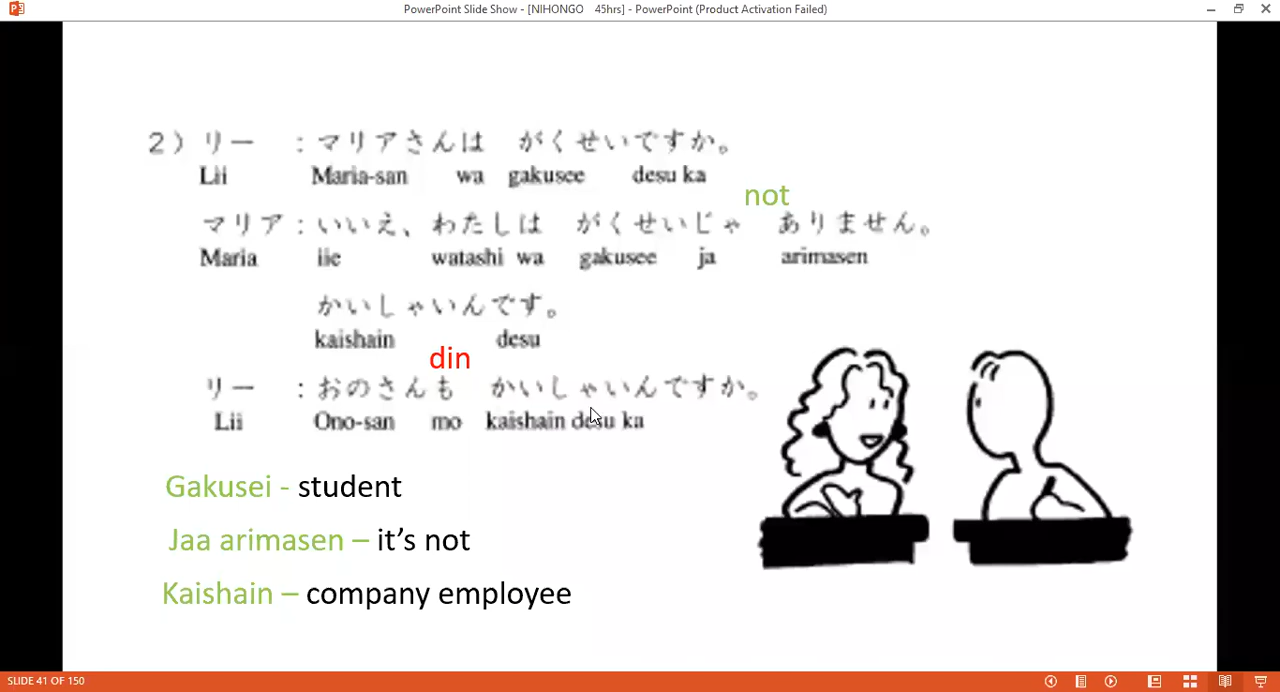 PowerPoint Slide Show - [NIHONGO 45hrs] - PowerPoint (Product Activation Failed)
2) リー : マリアさんは がくせいですか。
Lii Maria-san wa gakusee desu ka
not
マリア : いいえ、わたしは がくせいじゃ ありません。
Maria iie watashi wa gakusee ja arimasen
かいしゃいんです。
kaishain desu
din
リー : おのさんも かいしゃいんですか。
Lii Ono-san mo kaishain desu ka
Gakusei - student
Jaa arimasen – it's not
Kaishain – company employee
SLIDE 41 OF 150